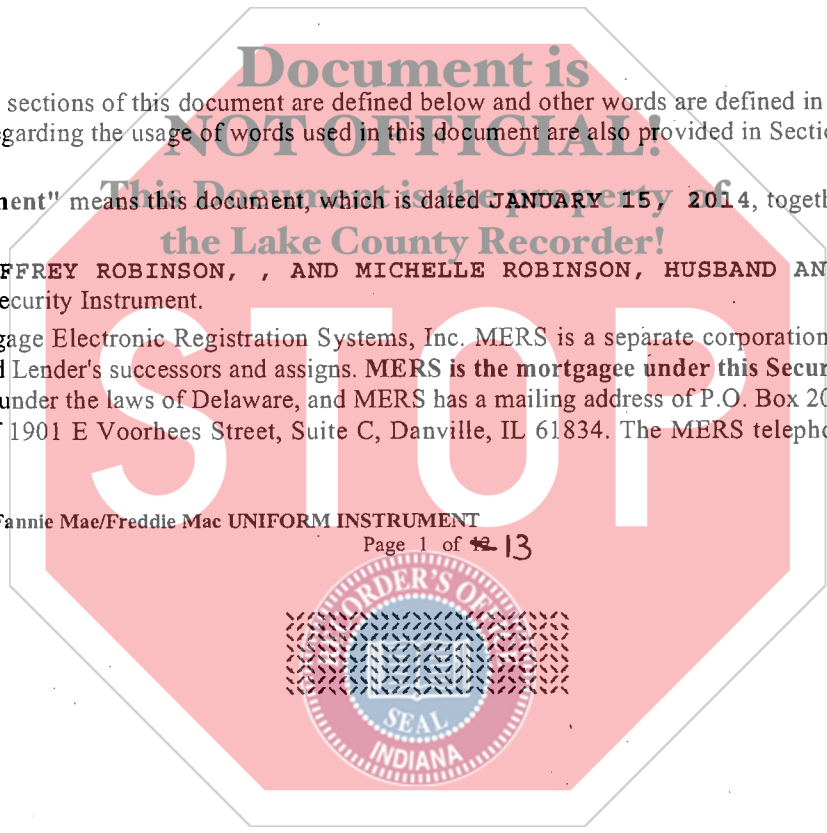 Document is
sections of this document are defined below and other words are defined in
garding the usage of words used in this document are also provided in Sectio
NOT OFFICIAL!
ent" means this document, which is dated JANUARY 15, 2014, togeth
This Document is the property of
the Lake County Recorder!
FFREY ROBINSON, , AND MICHELLE ROBINSON, HUSBAND AN
ecurity Instrument.
gage Electronic Registration Systems, Inc. MERS is a separate corporation
Lender's successors and assigns. MERS is the mortgagee under this Secur
under the laws of Delaware, and MERS has a mailing address of P.O. Box 20
1901 E Voorhees Street, Suite C, Danville, IL 61834. The MERS telepho
STOP
Fannie Mae/Freddie Mac UNIFORM INSTRUMENT
Page 1 of 12 13
RECORDER'S OFFICE
SEAL
INDIANA